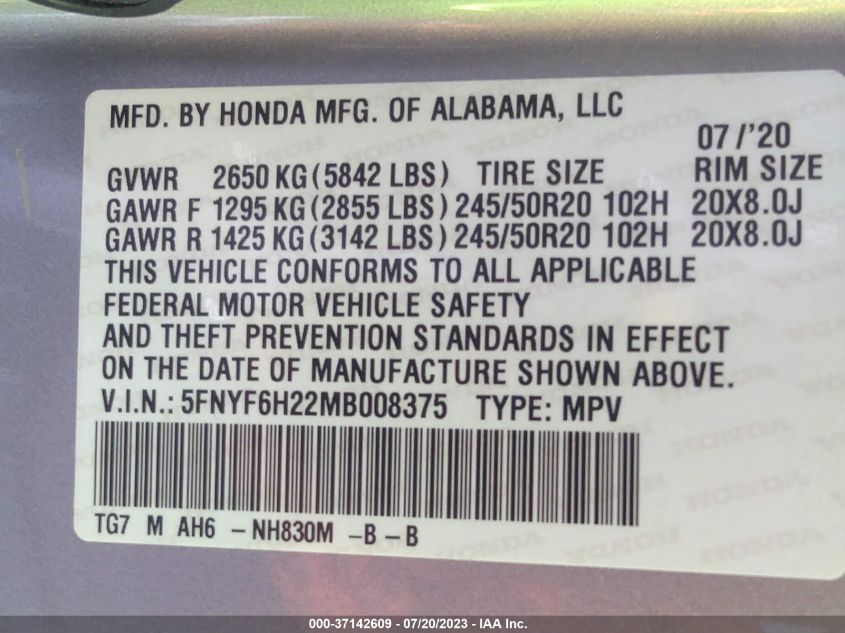 MFD. BY HONDA MFG. OF ALABAMA, LLC
07/'20
GVWR 2650 KG (5842 LBS) TIRE SIZE RIM SIZE
GAWR F 1295 KG (2855 LBS) 245/50R20 102H 20X8.0J
GAWR R 1425 KG (3142 LBS) 245/50R20 102H 20X8.0J
THIS VEHICLE CONFORMS TO ALL APPLICABLE
FEDERAL MOTOR VEHICLE SAFETY
AND THEFT PREVENTION STANDARDS IN EFFECT
ON THE DATE OF MANUFACTURE SHOWN ABOVE.
V.I.N.: 5FNYF6H22MB008375 TYPE: MPV
TG7 M AH6 -NH830M -B-B
000-37142609 - 07/20/2023 - IAA Inc.